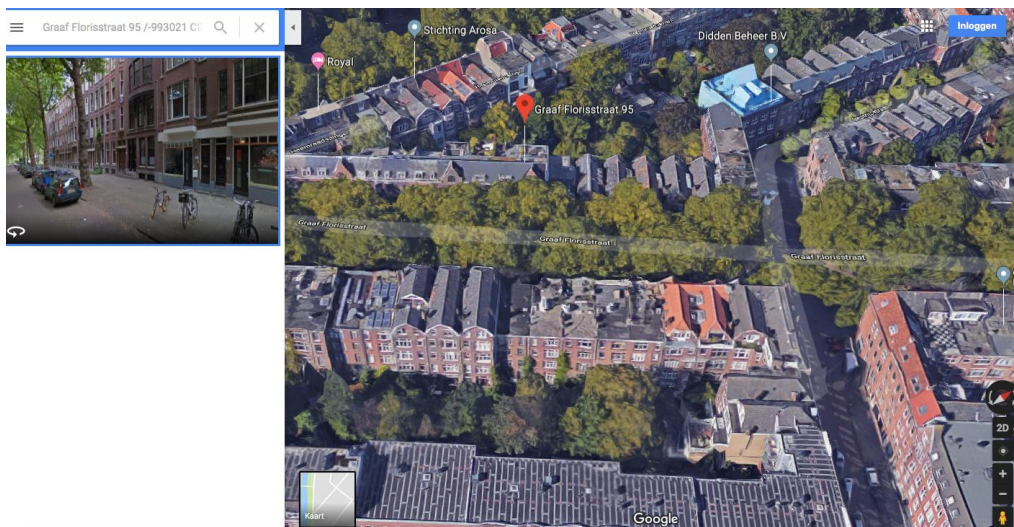 Graaf Florisstraat 95 /-993021 C
Inloggen
Stichting Arosa
Didden Beheer B.V
Royal
Graaf Florisstraat 95
Graaf Florisstraat
Graaf Florisstraat
Graaf Florisstraat
2D
Kaart
Google